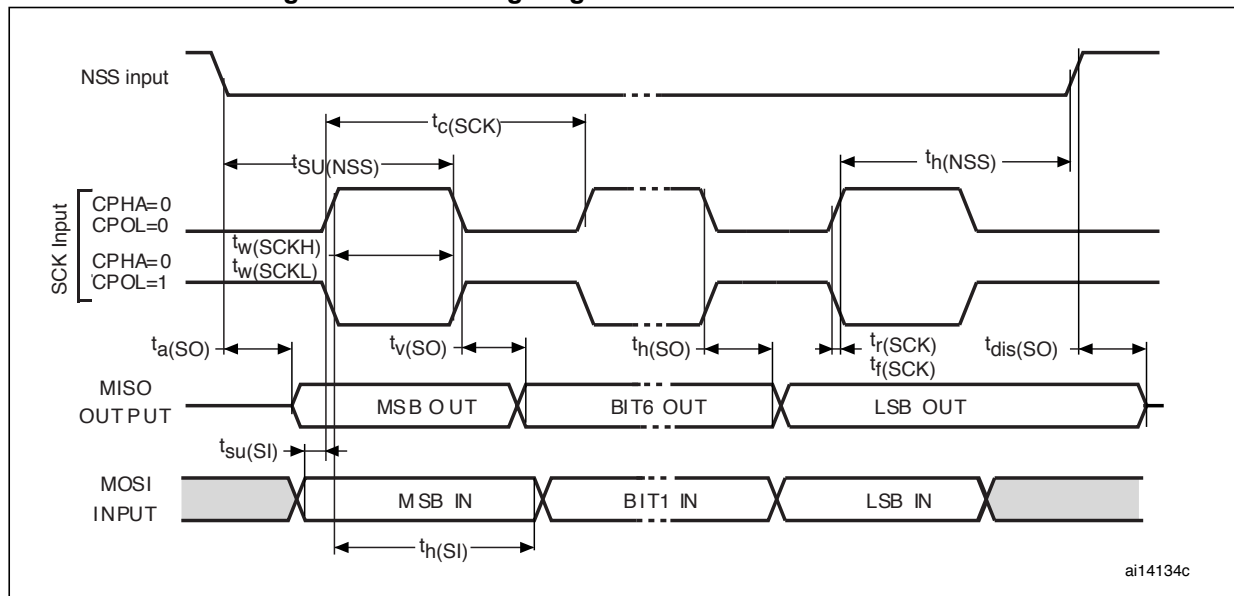 NSS input
tc(SCK)
tSU(NSS)
th(NSS)
SCK Input
CPHA=0
CPOL=0
tw(SCKH)
tw(SCKL)
CPHA=0
CPOL=1
ta(SO)
tv(SO)
th(SO)
tr(SCK)
tf(SCK)
tdis(SO)
MISO
OUTPUT
MSB OUT
BIT6 OUT
LSB OUT
tsu(SI)
MOSI
INPUT
MSB IN
BIT1 IN
LSB IN
th(SI)
ai14134c